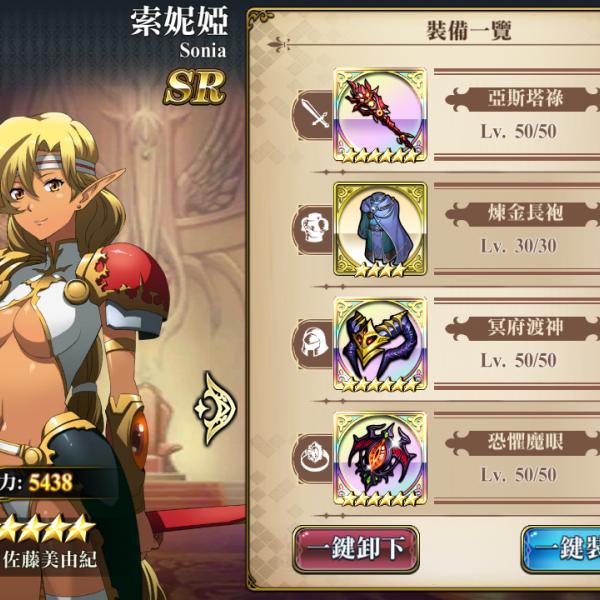 索妮婭
Sonia
SR
力: 5438
佐藤美由紀
裝備一覽
亞斯塔祿
Lv. 50/50
煉金長袍
Lv. 30/30
冥府渡神
Lv. 50/50
恐懼魔眼
Lv. 50/50
一鍵卸下
一鍵裝